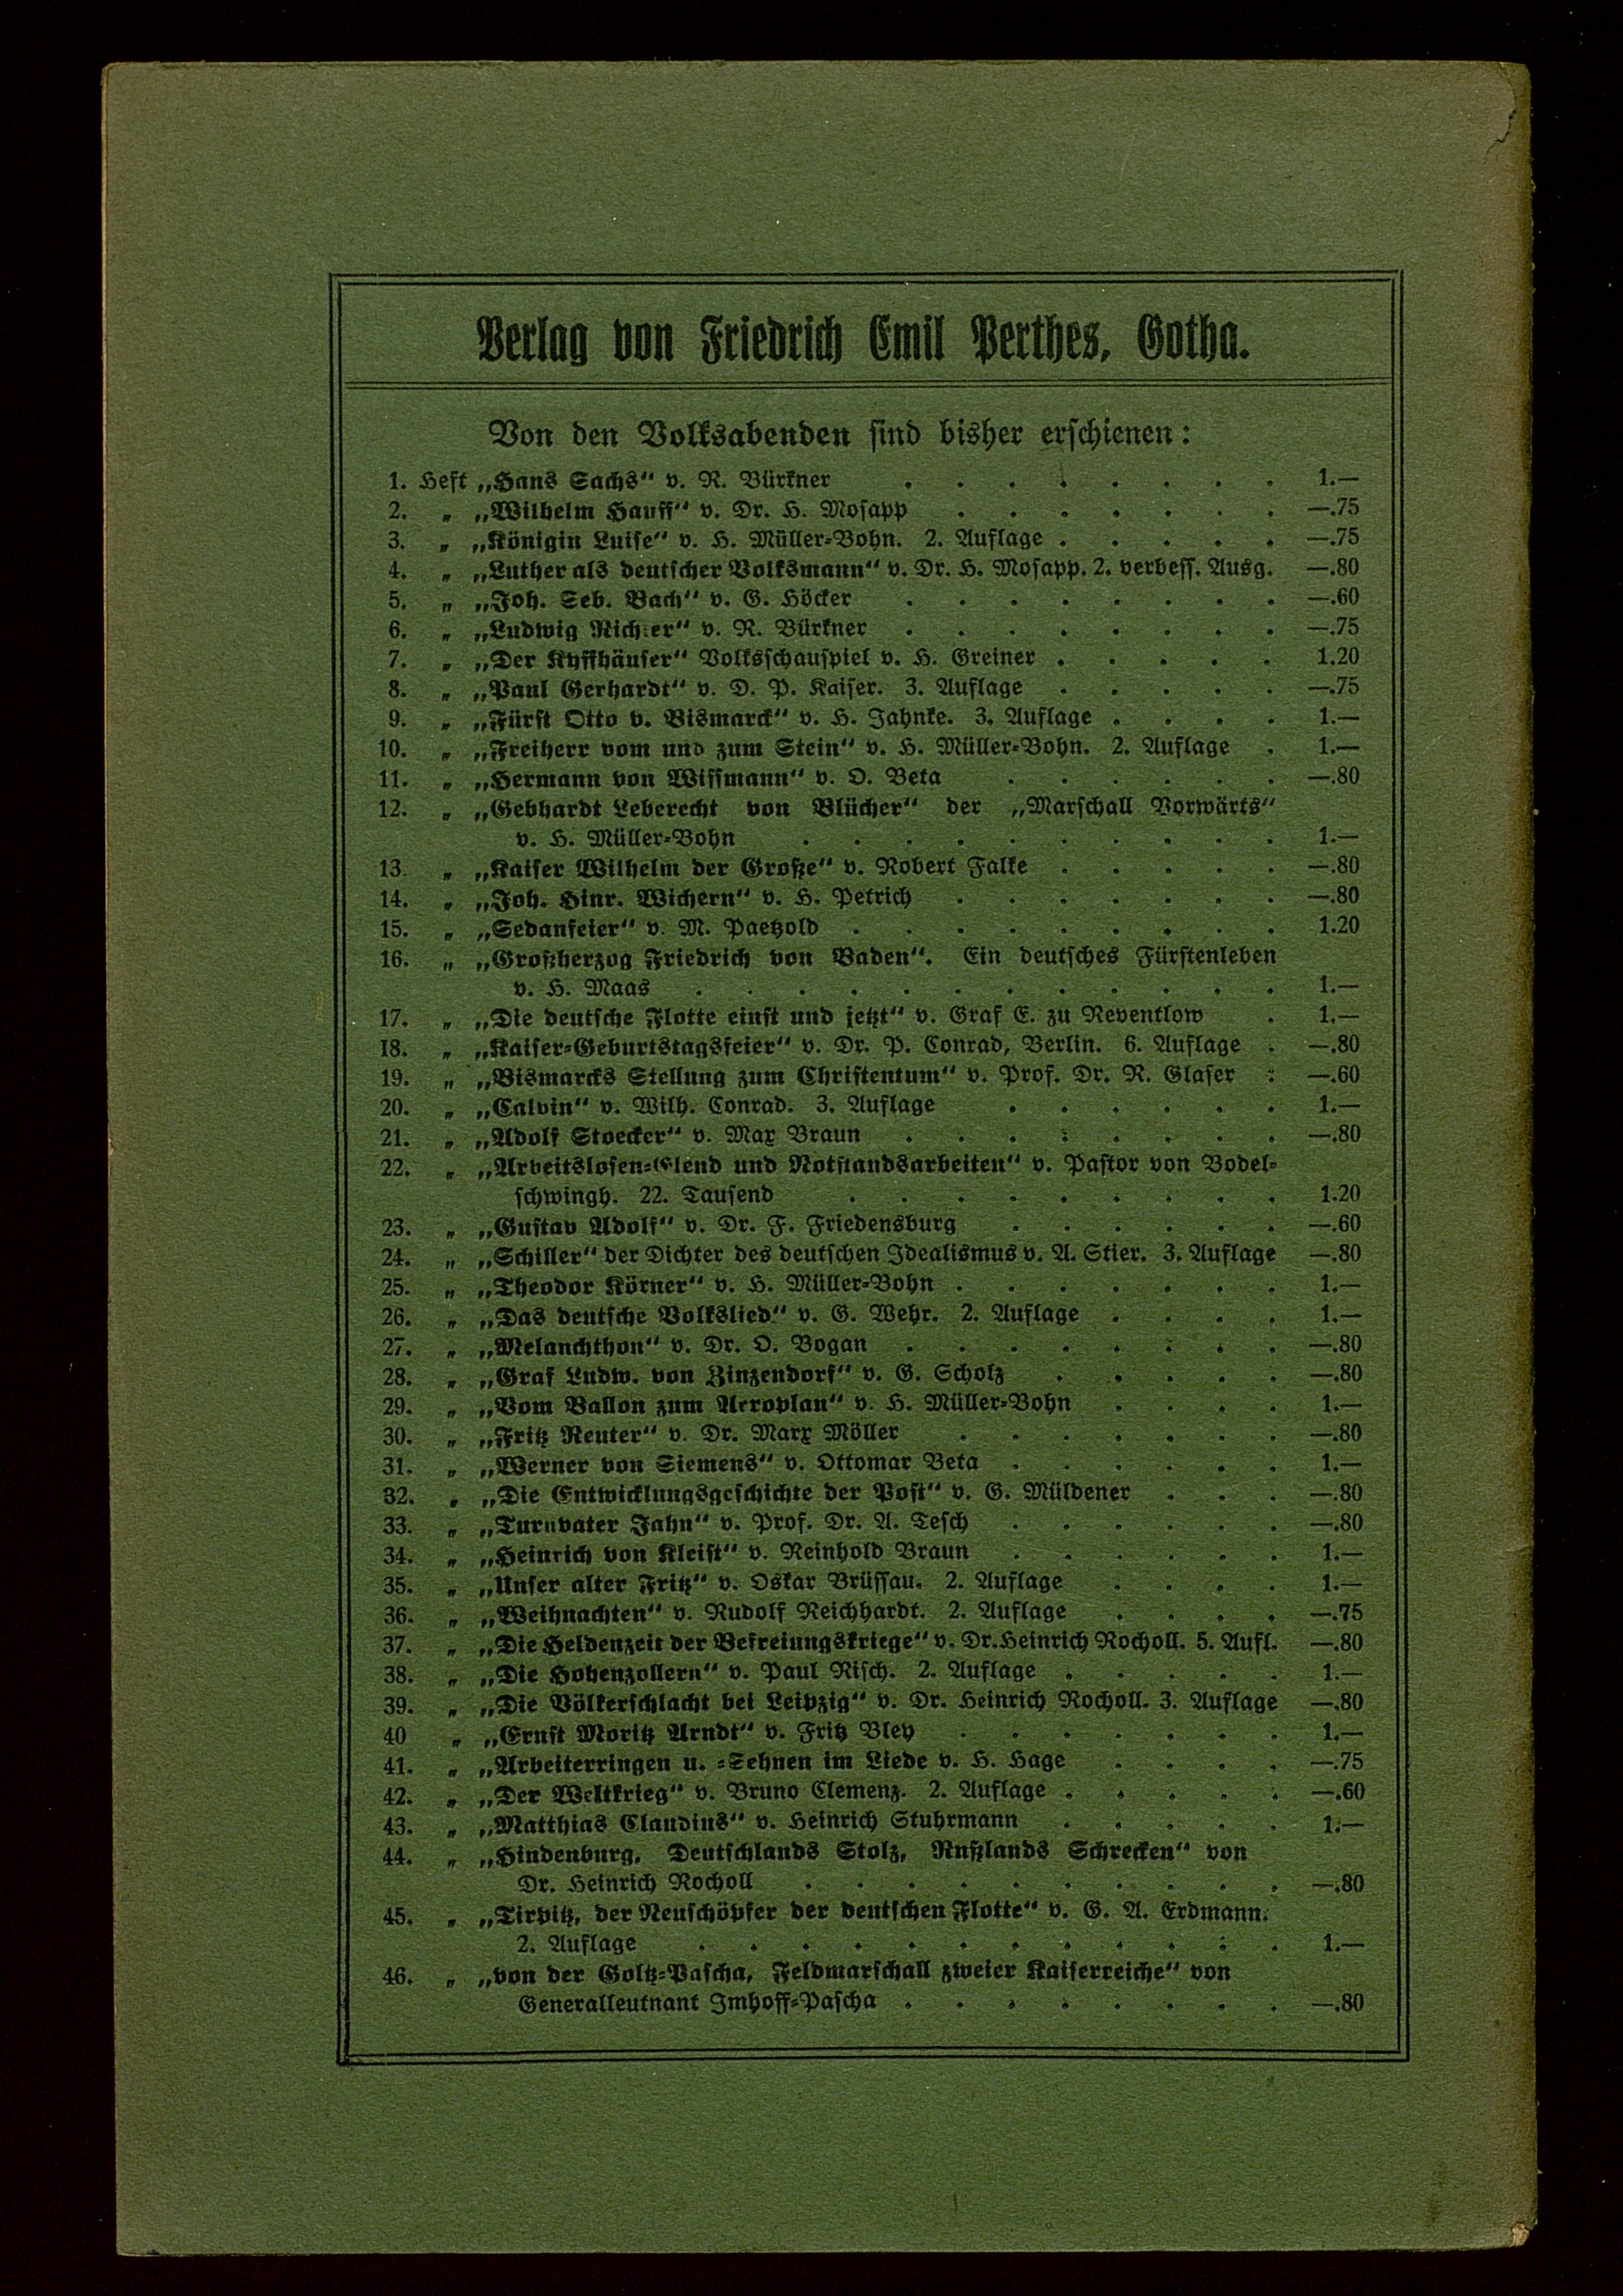 Verlag von Friedrich Emil Perthes, Gotha.
Von den Volksabenden sind bisher erschienen:
1. Heft „Hans Sachs“ v. R. Bürkner . . . . . . . . 1.—
2. „ „Wilhelm Hauff“ v. Dr. H. Mosapp . . . . . . . —.75
3. „ „Königin Luise“ v. H. Müller-Bohn. 2. Auflage . . . . . —.75
4. „ „Luther als deutscher Volksmann“ v. Dr. H. Mosapp. 2. verbess. Ausg. —.80
5. „ „Joh. Seb. Bach“ v. G. Höcker . . . . . . . . —.60
6. „ „Ludwig Richter“ v. R. Bürkner . . . . . . . . —.75
7. „ „Der Kyffhäuser“ Volksschauspiel v. H. Greiner . . . . . 1.20
8. „ „Paul Gerhardt“ v. D. P. Kaiser. 3. Auflage . . . . . —.75
9. „ „Fürst Otto v. Bismarck“ v. H. Jahnke. 3. Auflage . . . . 1.—
10. „ „Freiherr vom und zum Stein“ v. H. Müller-Bohn. 2. Auflage . 1.—
11. „ „Hermann von Wissmann“ v. O. Beta . . . . . . —.80
12. „ „Gebhardt Leberecht von Blücher“ der „Marschall Vorwärts“
v. H. Müller-Bohn . . . . . . . . . . 1.—
13. „ „Kaiser Wilhelm der Große“ v. Robert Falke . . . . . —.80
14. „ „Joh. Hinr. Wichern“ v. H. Petrich . . . . . . . —.80
15. „ „Sedanfeier“ v. M. Paetzold . . . . . . . . . 1.20
16. „ „Großherzog Friedrich von Baden“. Ein deutsches Fürstenleben
v. H. Maas . . . . . . . . . . . . 1.—
17. „ „Die deutsche Flotte einst und jetzt“ v. Graf E. zu Reventlow . 1.—
18. „ „Kaiser-Geburtstagsfeier“ v. Dr. P. Conrad, Berlin. 6. Auflage . —.80
19. „ „Bismarcks Stellung zum Christentum“ v. Prof. Dr. R. Glaser . —.60
20. „ „Calvin“ v. Wilh. Conrad. 3. Auflage . . . . . . 1.—
21. „ „Adolf Stoecker“ v. Max Braun . . . . . . . . —.80
22. „ „Arbeitslosen-Elend und Notstandsarbeiten“ v. Pastor von Bodel-
schwingh. 22. Tausend . . . . . . . . . 1.20
23. „ „Gustav Adolf“ v. Dr. F. Friedensburg . . . . . . —.60
24. „ „Schiller“ der Dichter des deutschen Idealismus v. A. Stier. 3. Auflage —.80
25. „ „Theodor Körner“ v. H. Müller-Bohn . . . . . . . 1.—
26. „ „Das deutsche Volkslied“ v. G. Wehr. 2. Auflage . . . . 1.—
27. „ „Melanchthon“ v. Dr. O. Bogan . . . . . . . . —.80
28. „ „Graf Ludw. von Zinzendorf“ v. G. Scholz . . . . . —.80
29. „ „Vom Ballon zum Aeroplan“ v. H. Müller-Bohn . . . . 1.—
30. „ „Fritz Reuter“ v. Dr. Marx Möller . . . . . . . —.80
31. „ „Werner von Siemens“ v. Ottomar Beta . . . . . . 1.—
32. „ „Die Entwicklungsgeschichte der Post“ v. G. Müldener . . . —.80
33. „ „Turnvater Jahn“ v. Prof. Dr. A. Tesch . . . . . . —.80
34. „ „Heinrich von Kleist“ v. Reinhold Braun . . . . . . 1.—
35. „ „Unser alter Fritz“ v. Oskar Brüssau. 2. Auflage . . . . 1.—
36. „ „Weihnachten“ v. Rudolf Reichhardt. 2. Auflage . . . . —.75
37. „ „Die Heldenzeit der Befreiungskriege“ v. Dr. Heinrich Rocholl. 5. Aufl. —.80
38. „ „Die Hohenzollern“ v. Paul Risch. 2. Auflage . . . . . 1.—
39. „ „Die Völkerschlacht bei Leipzig“ v. Dr. Heinrich Rocholl. 3. Auflage —.80
40 „ „Ernst Moritz Arndt“ v. Fritz Bley . . . . . . . 1.—
41. „ „Arbeiterringen u. -Sehnen im Liede v. H. Hage . . . . —.75
42. „ „Der Weltkrieg“ v. Bruno Clemenz. 2. Auflage . . . . . —.60
43. „ „Matthias Claudius“ v. Heinrich Stuhrmann . . . . . 1.—
44. „ „Hindenburg, Deutschlands Stolz, Rußlands Schrecken“ von
Dr. Heinrich Rocholl . . . . . . . . . . —.80
45. „ „Tirpitz, der Neuschöpfer der deutschen Flotte“ v. G. A. Erdmann.
2. Auflage . . . . . . . . . . . . 1.—
46. „ „von der Goltz-Pascha, Feldmarschall zweier Kaiserreiche“ von
Generalleutnant Imhoff-Pascha . . . . . . . . —.80